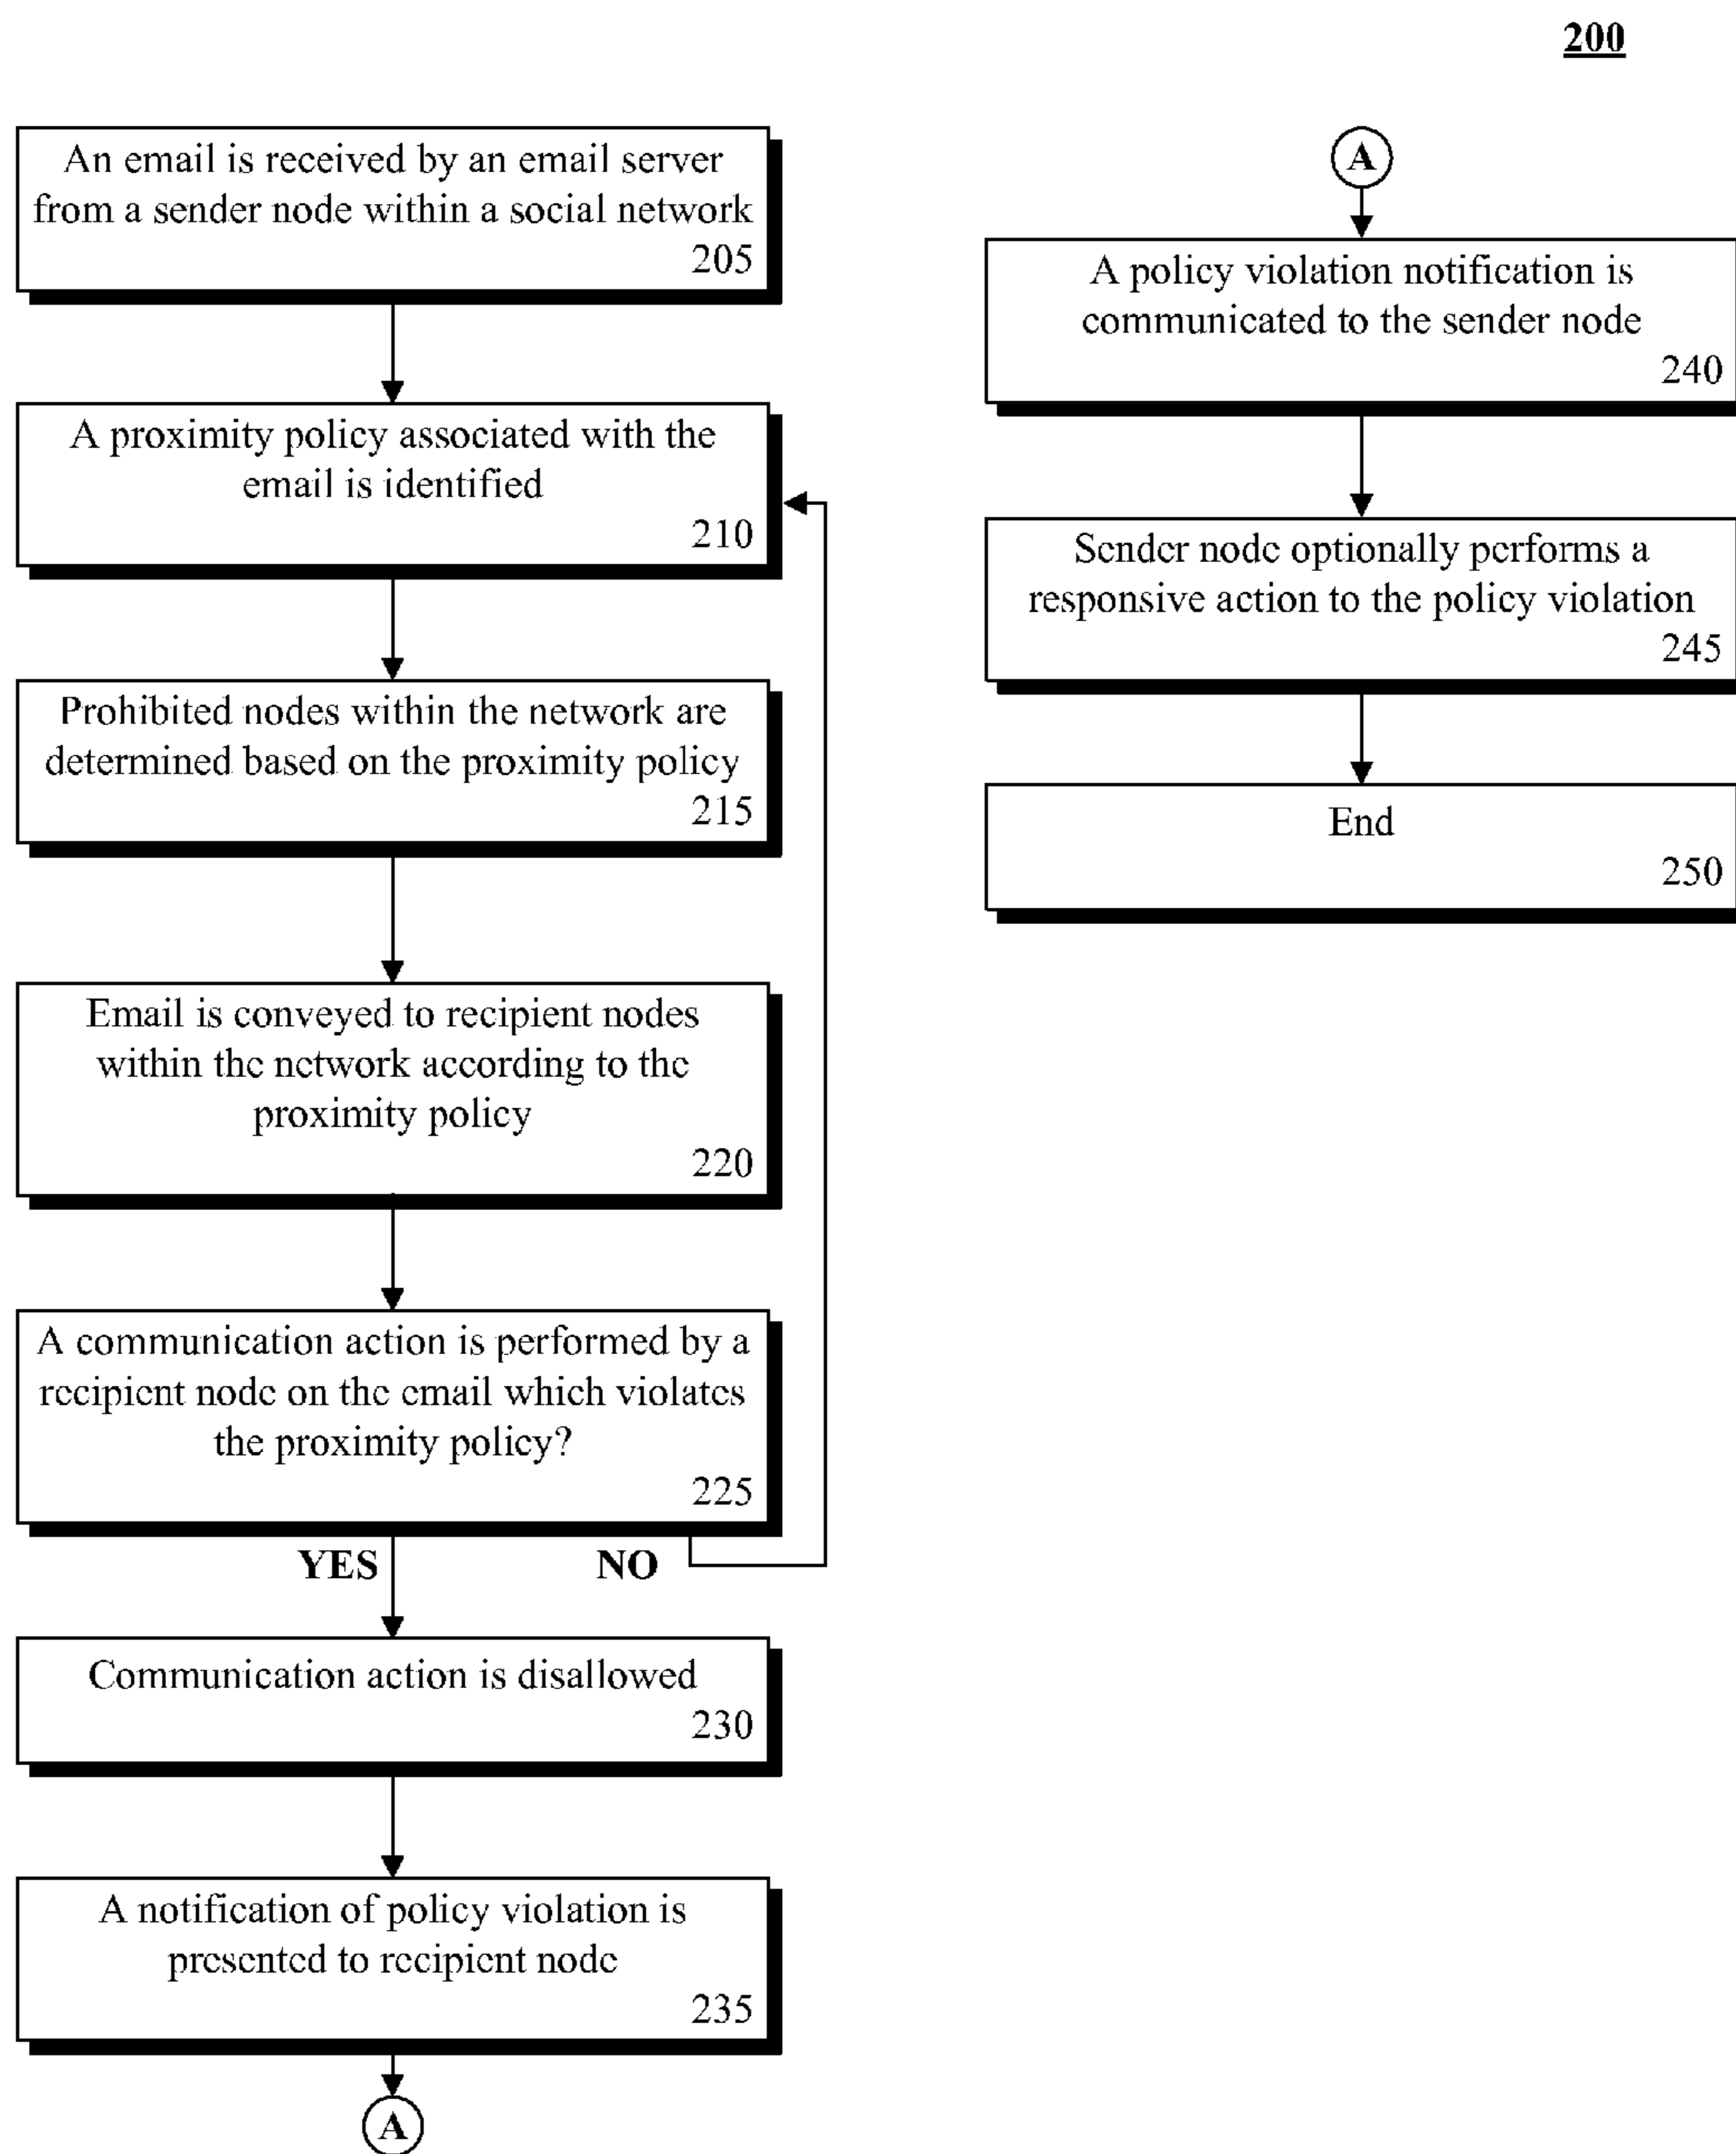 200
An email is received by an email server
from a sender node within a social network
205
A proximity policy associated with the
email is identified
210
Prohibited nodes within the network are
determined based on the proximity policy
215
Email is conveyed to recipient nodes
within the network according to the
proximity policy
220
A communication action is performed by a
recipient node on the email which violates
the proximity policy?
225
YES
NO
Communication action is disallowed
230
A notification of policy violation is
presented to recipient node
235
A
A
A policy violation notification is
communicated to the sender node
240
Sender node optionally performs a
responsive action to the policy violation
245
End
250